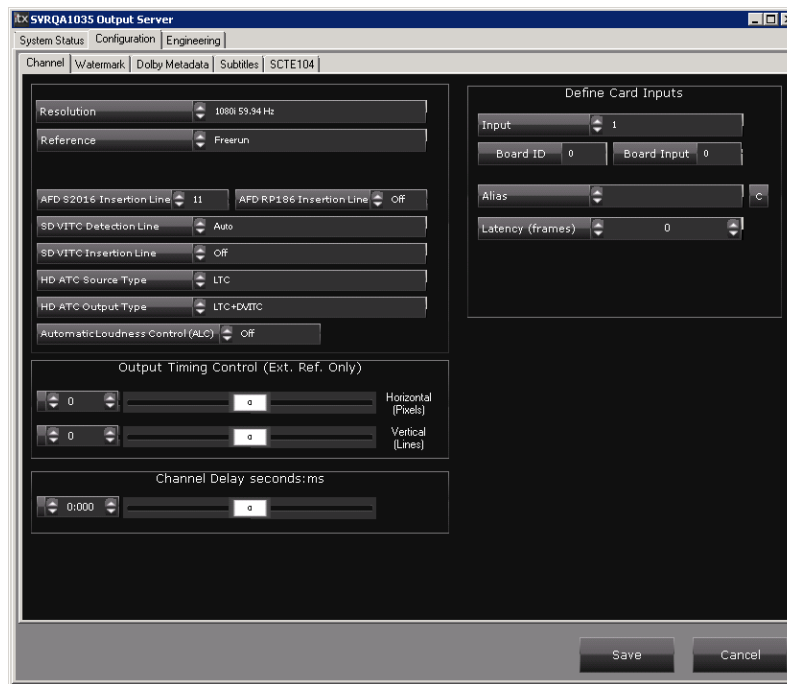 itx SVRQA1035 Output Server
System Status Configuration Engineering
Channel Watermark Dolby Metadata Subtitles SCTE104
Resolution 1080i 59.94 Hz
Reference Freerun
AFD S2016 Insertion Line 11 AFD RP186 Insertion Line Off
SD VITC Detection Line Auto
SD VITC Insertion Line Off
HD ATC Source Type LTC
HD ATC Output Type LTC+DVITC
Automatic Loudness Control (ALC) Off
Output Timing Control (Ext. Ref. Only)
0 Horizontal
(Pixels)
0 Vertical
(Lines)
Channel Delay seconds:ms
0:000
Define Card Inputs
Input 1
Board ID 0 Board Input 0
Alias C
Latency (frames) 0
Save Cancel